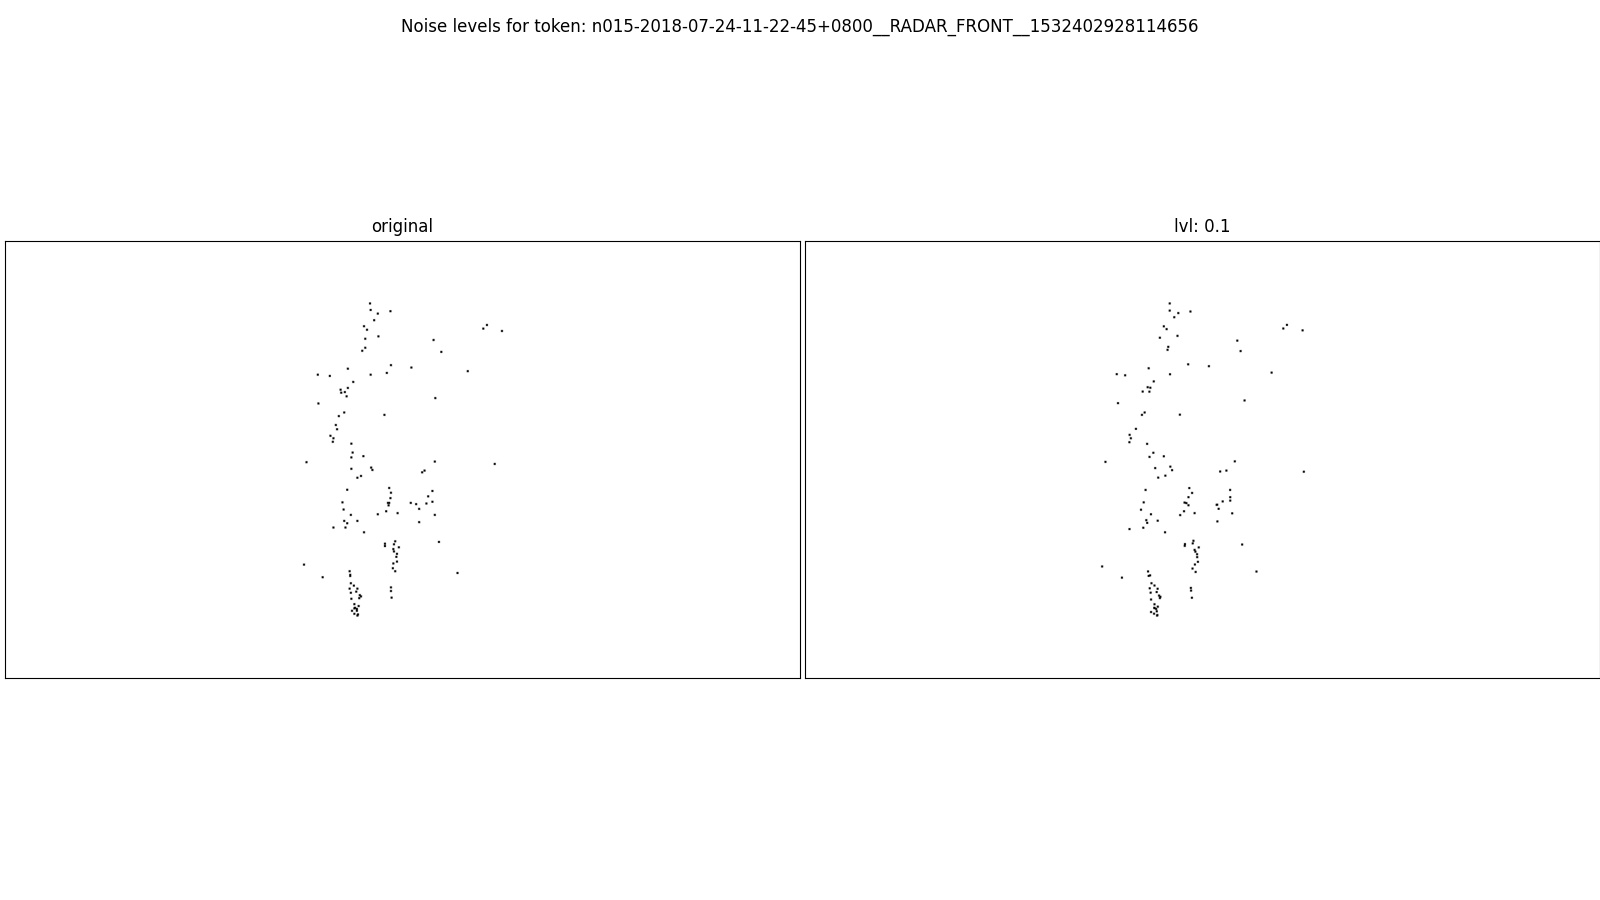 Noise levels for token: n015-2018-07-24-11-22-45+0800__RADAR_FRONT__1532402928114656
original
lvl: 0.1